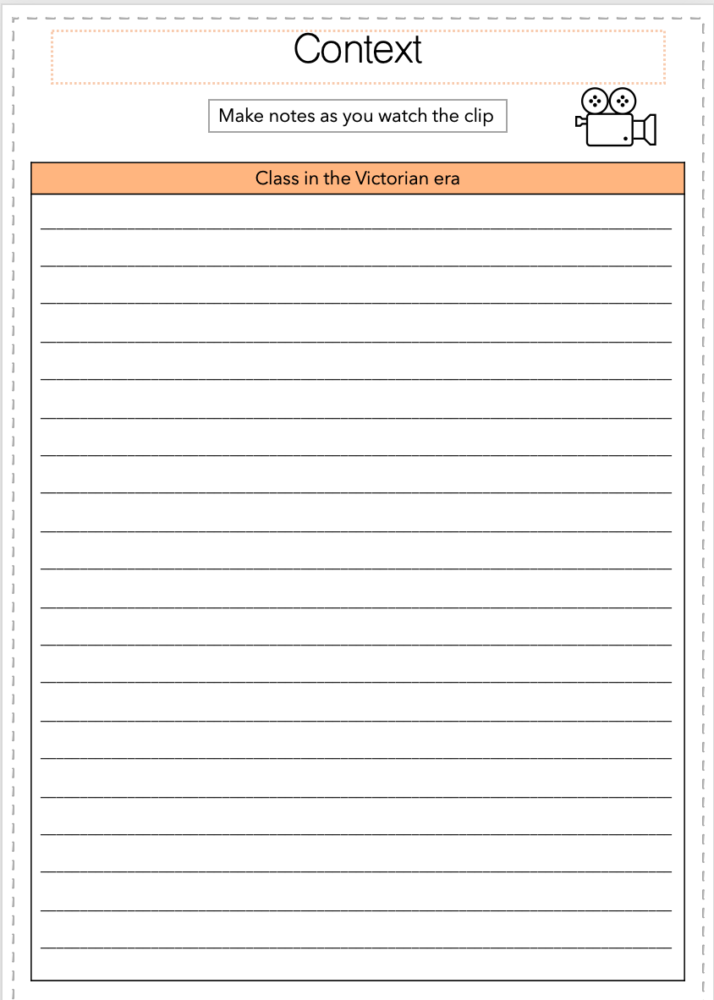 Context
Make notes as you watch the clip
Class in the Victorian era